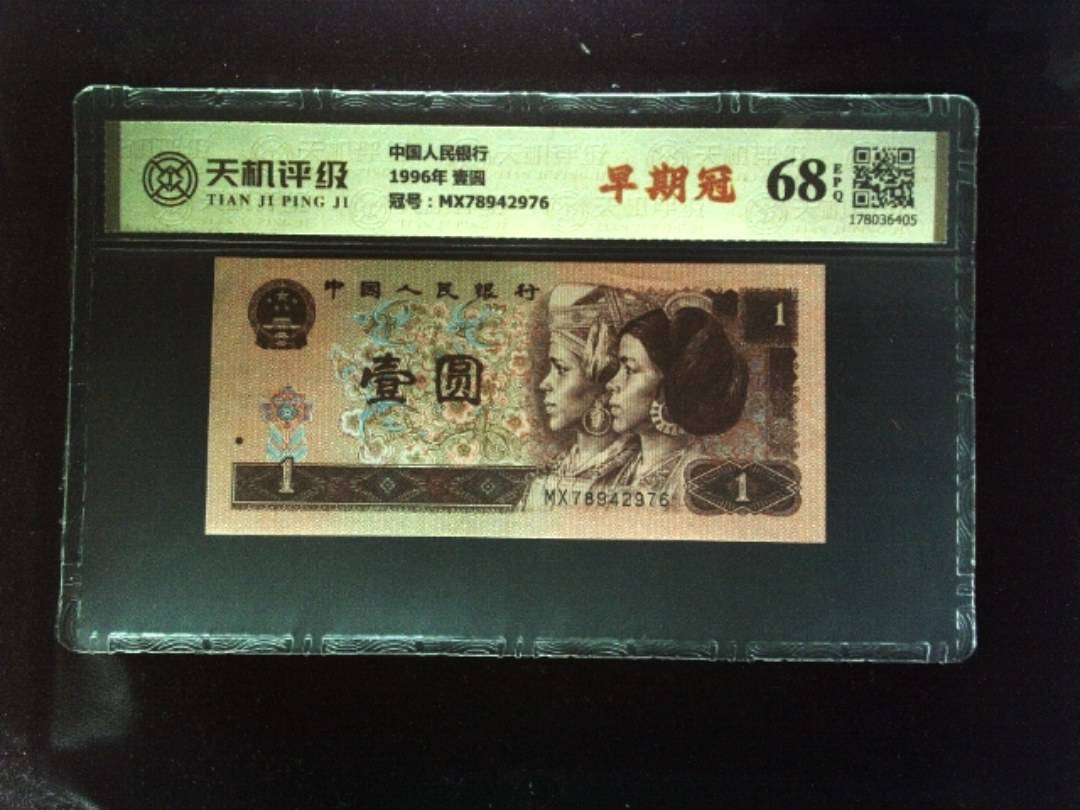 天机评级
TIAN JI PING JI
中国人民银行
1996年 壹圆
冠号：MX78942976
早期冠
68
EPQ
178036405
中国人民银行
壹圆
1
1
MX78942976
1